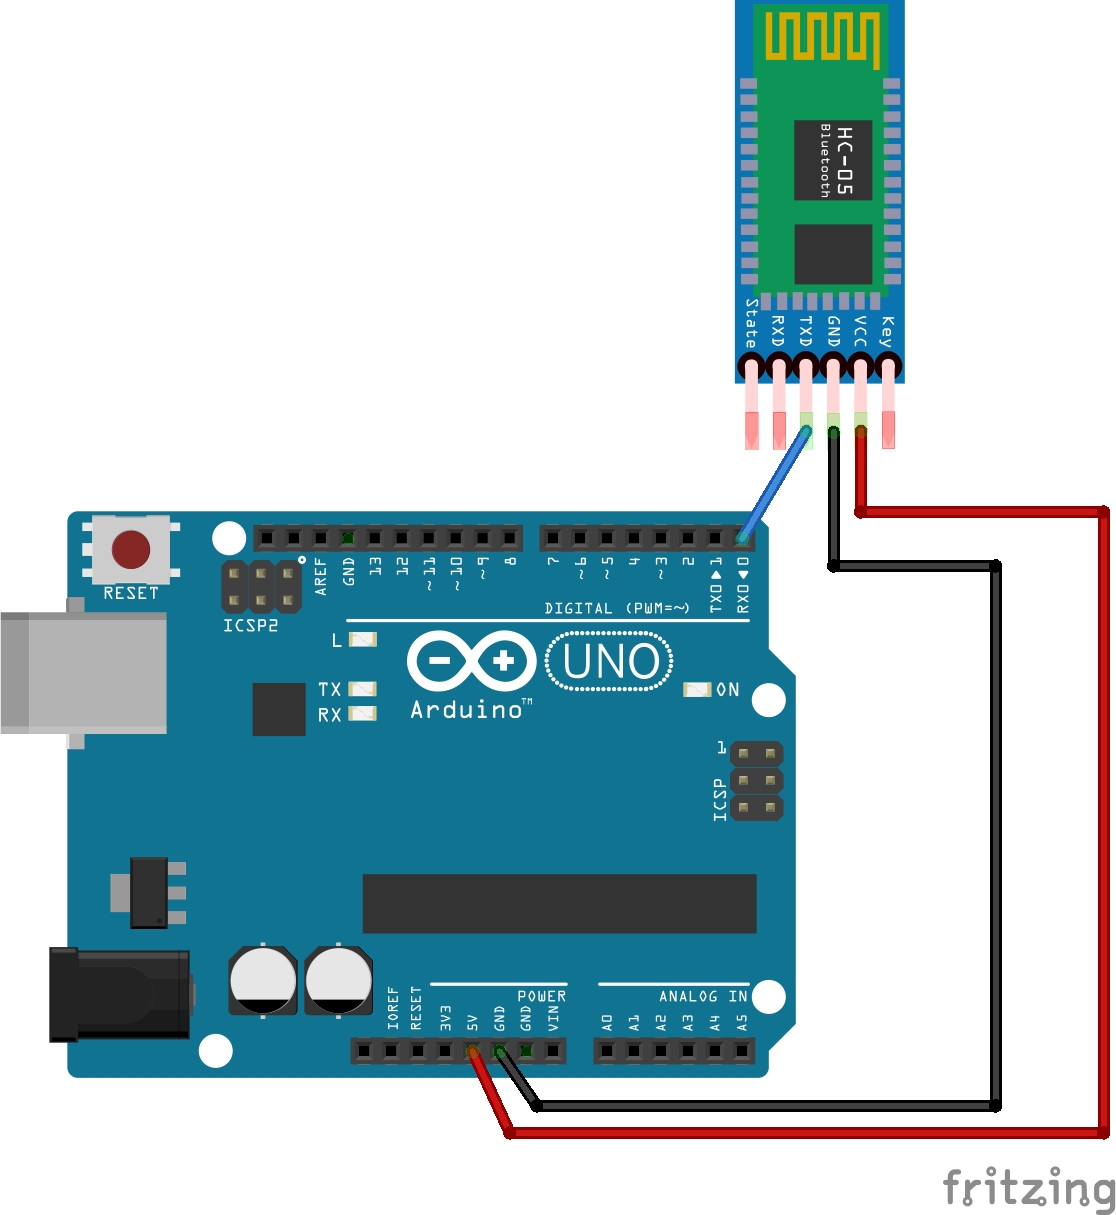 HC-05
Bluetooth
State
RXD
TXD
GND
VCC
Key
RESET
ICSP2
AREF
GND
13
12
~11
~10
~9
8
7
~6
~5
4
~3
2
TX0▶1
RX0◀0
DIGITAL (PWM=~)
L
TX
RX
Arduino™
UNO
ON
1
ICSP
IOREF
RESET
3V3
5V
GND
GND
VIN
POWER
ANALOG IN
A0
A1
A2
A3
A4
A5
fritzing